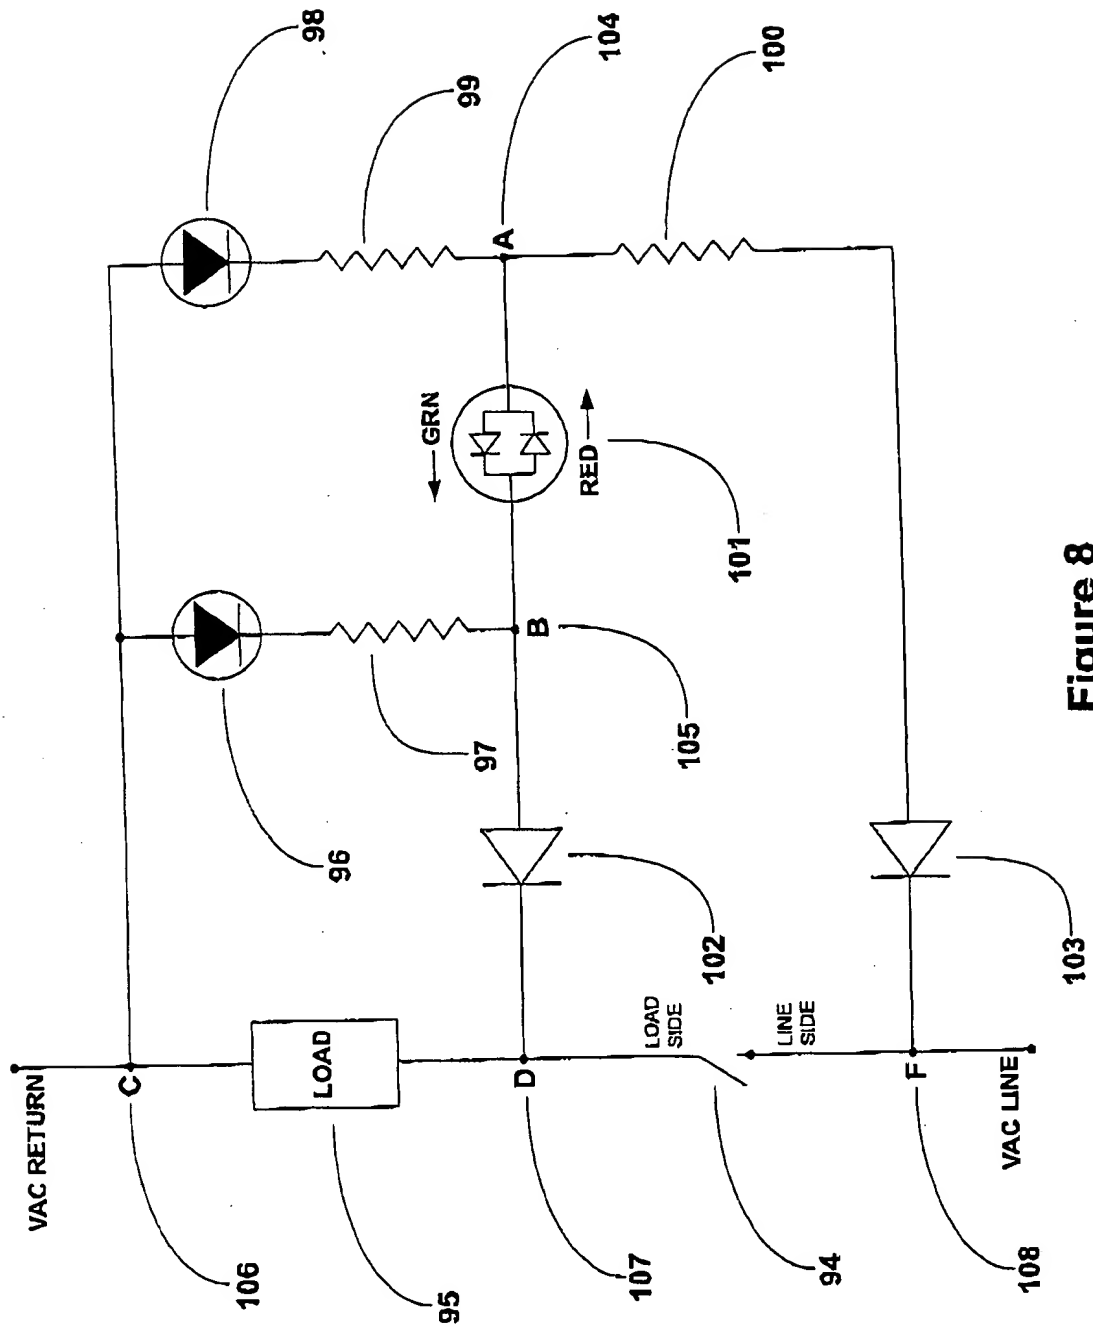 98
99
104
100
A
← GRN
RED →
101
B
105
97
96
102
103
VAC RETURN
C
LOAD
D
LOAD
SIDE
LINE
SIDE
F
VAC LINE
106
95
107
94
108
Figure 8